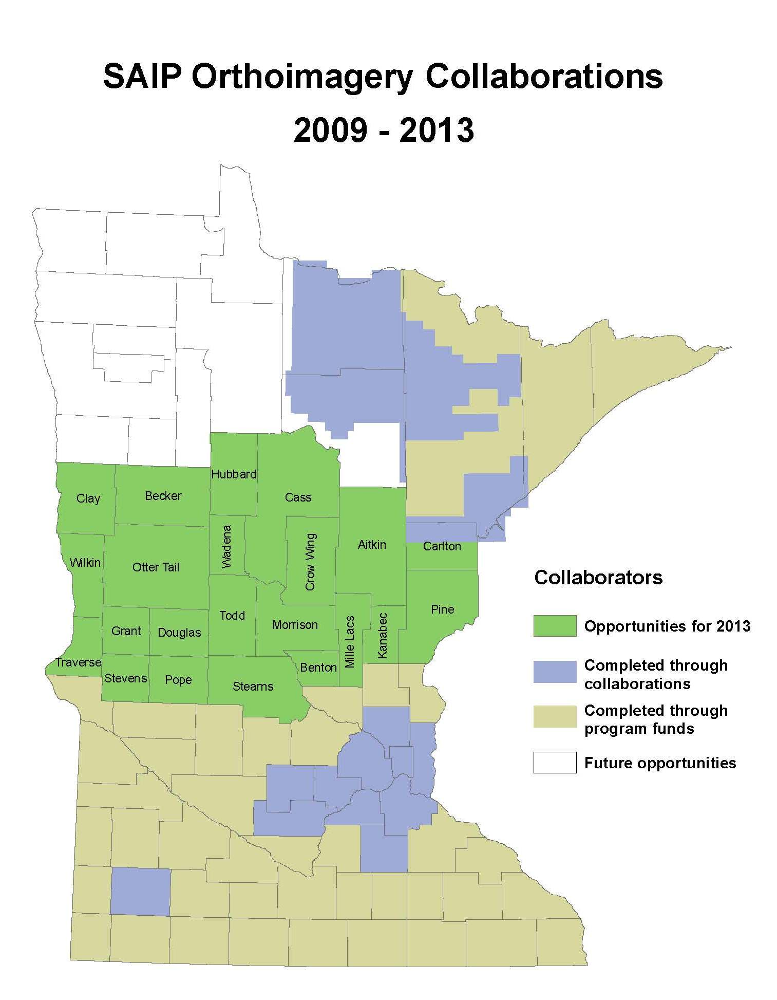 SAIP Orthoimagery Collaborations
2009 - 2013
Hubbard
Clay
Becker
Cass
Wadena
Crow Wing
Aitkin
Carlton
Wilkin
Otter Tail
Todd
Morrison
Mille Lacs
Kanabec
Pine
Grant
Douglas
Traverse
Stevens
Pope
Stearns
Benton
Collaborators
Opportunities for 2013
Completed through
collaborations
Completed through
program funds
Future opportunities